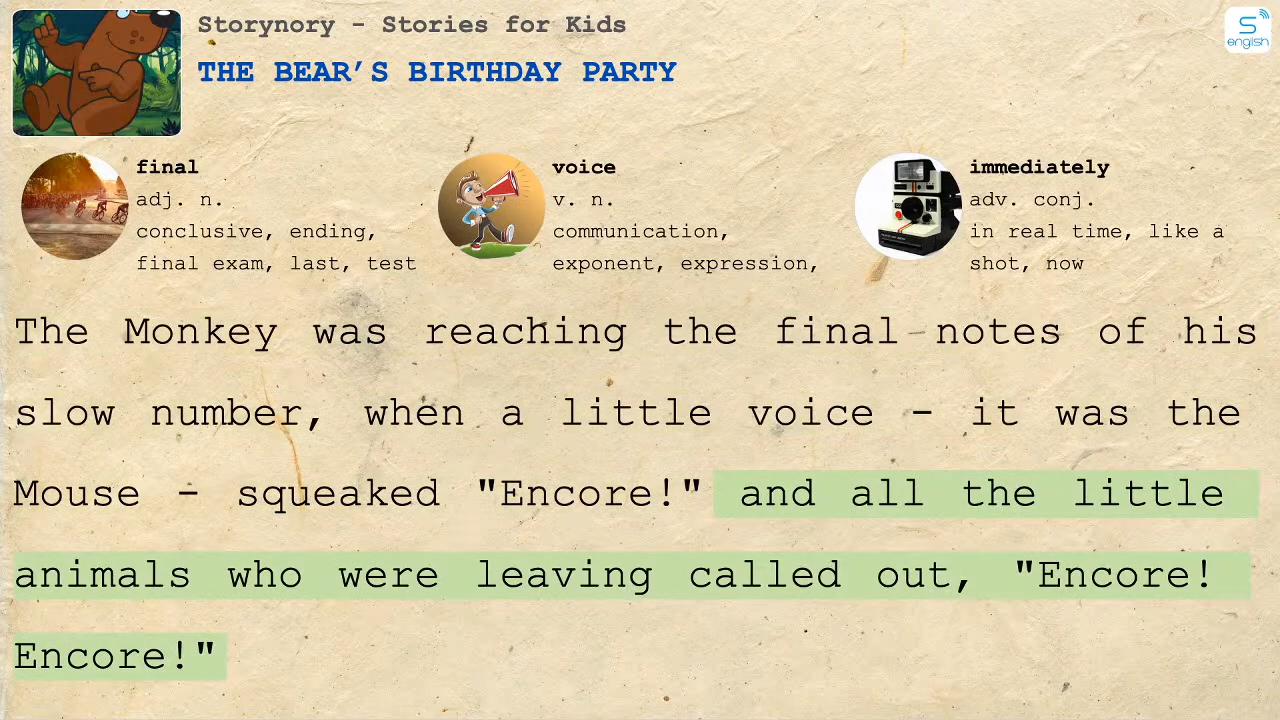 Storynory - Stories for Kids
THE BEAR’S BIRTHDAY PARTY
S
english
final
adj. n.
conclusive, ending,
final exam, last, test
voice
v. n.
communication,
exponent, expression,
immediately
adv. conj.
in real time, like a
shot, now
The Monkey was reaching the final notes of his
slow number, when a little voice - it was the
Mouse - squeaked "Encore!" and all the little
animals who were leaving called out, "Encore!
Encore!"